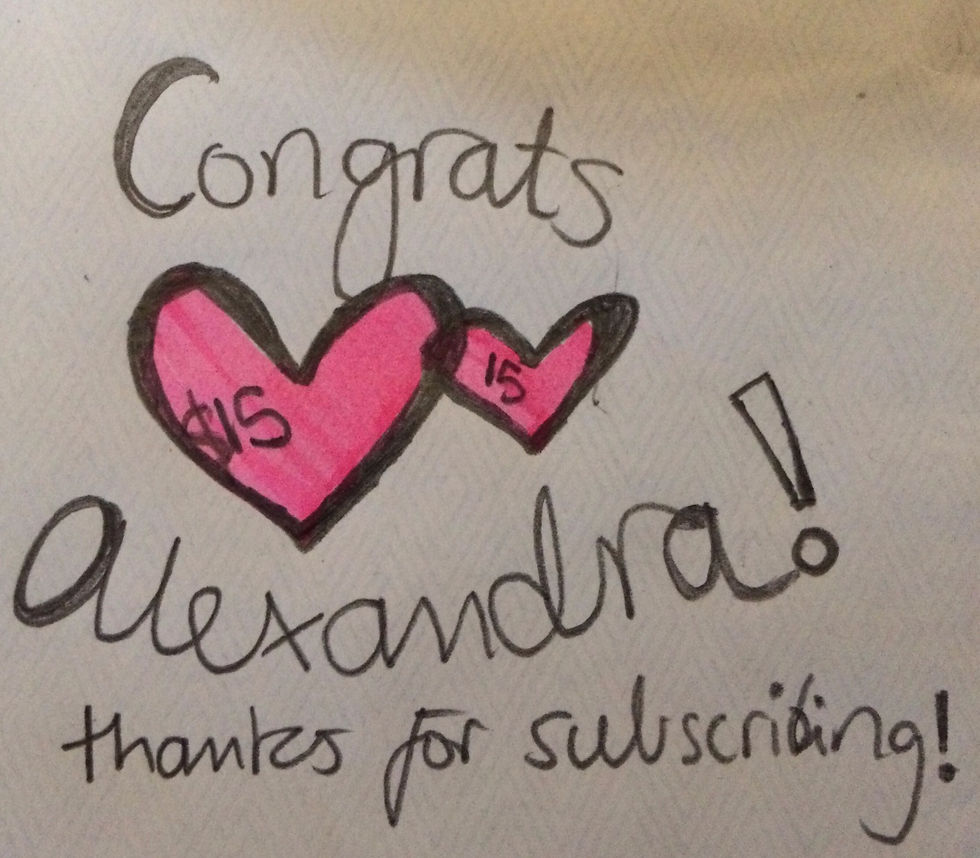 Congrats
$15 15
alexandra!
thanks for subscribing!